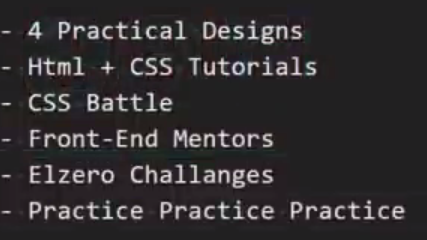 - 4 Practical Designs
- Html + CSS Tutorials
- CSS Battle
- Front-End Mentors
- Elzero Challanges
- Practice Practice Practice